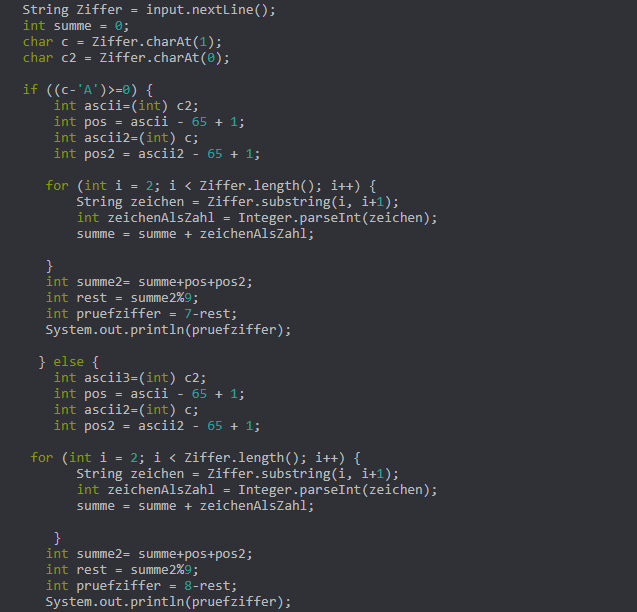 String Ziffer = input.nextLine();
int summe = 0;
char c = Ziffer.charAt(1);
char c2 = Ziffer.charAt(0);
if ((c-'A')>=0) {
int ascii=(int) c2;
int pos = ascii - 65 + 1;
int ascii2=(int) c;
int pos2 = ascii2 - 65 + 1;
for (int i = 2; i < Ziffer.length(); i++) {
String zeichen = Ziffer.substring(i, i+1);
int zeichenAlsZahl = Integer.parseInt(zeichen);
summe = summe + zeichenAlsZahl;
}
int summe2= summe+pos+pos2;
int rest = summe2%9;
int pruefziffer = 7-rest;
System.out.println(pruefziffer);
} else {
int ascii3=(int) c2;
int pos = ascii - 65 + 1;
int ascii2=(int) c;
int pos2 = ascii2 - 65 + 1;
for (int i = 2; i < Ziffer.length(); i++) {
String zeichen = Ziffer.substring(i, i+1);
int zeichenAlsZahl = Integer.parseInt(zeichen);
summe = summe + zeichenAlsZahl;
}
int summe2= summe+pos+pos2;
int rest = summe2%9;
int pruefziffer = 8-rest;
System.out.println(pruefziffer);